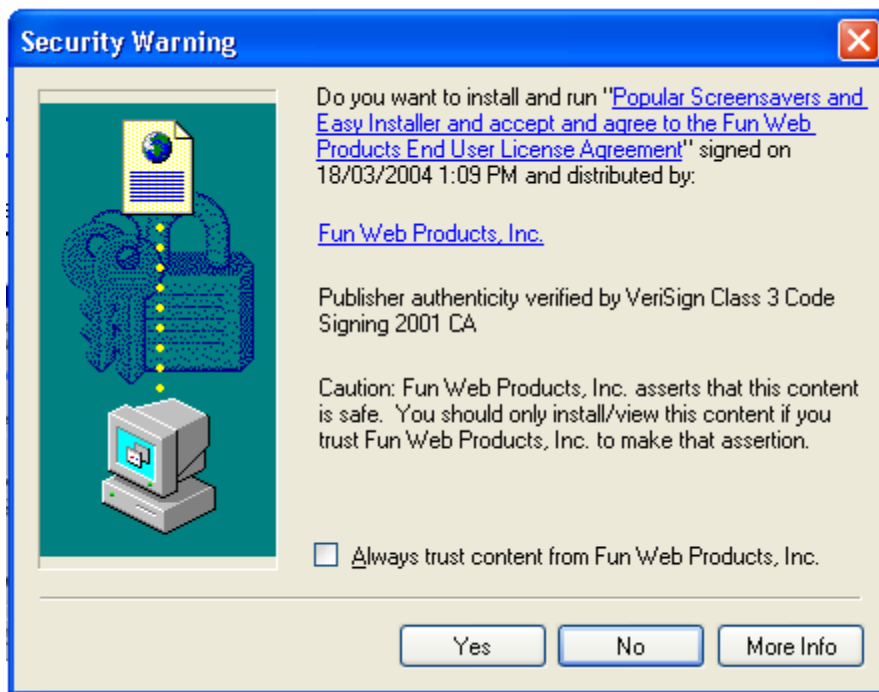 Security Warning
Do you want to install and run "Popular Screensavers and
Easy Installer and accept and agree to the Fun Web
Products End User License Agreement" signed on
18/03/2004 1:09 PM and distributed by:
Fun Web Products, Inc.
Publisher authenticity verified by VeriSign Class 3 Code
Signing 2001 CA
Caution: Fun Web Products, Inc. asserts that this content
is safe.  You should only install/view this content if you
trust Fun Web Products, Inc. to make that assertion.
Always trust content from Fun Web Products, Inc.
Yes No More Info